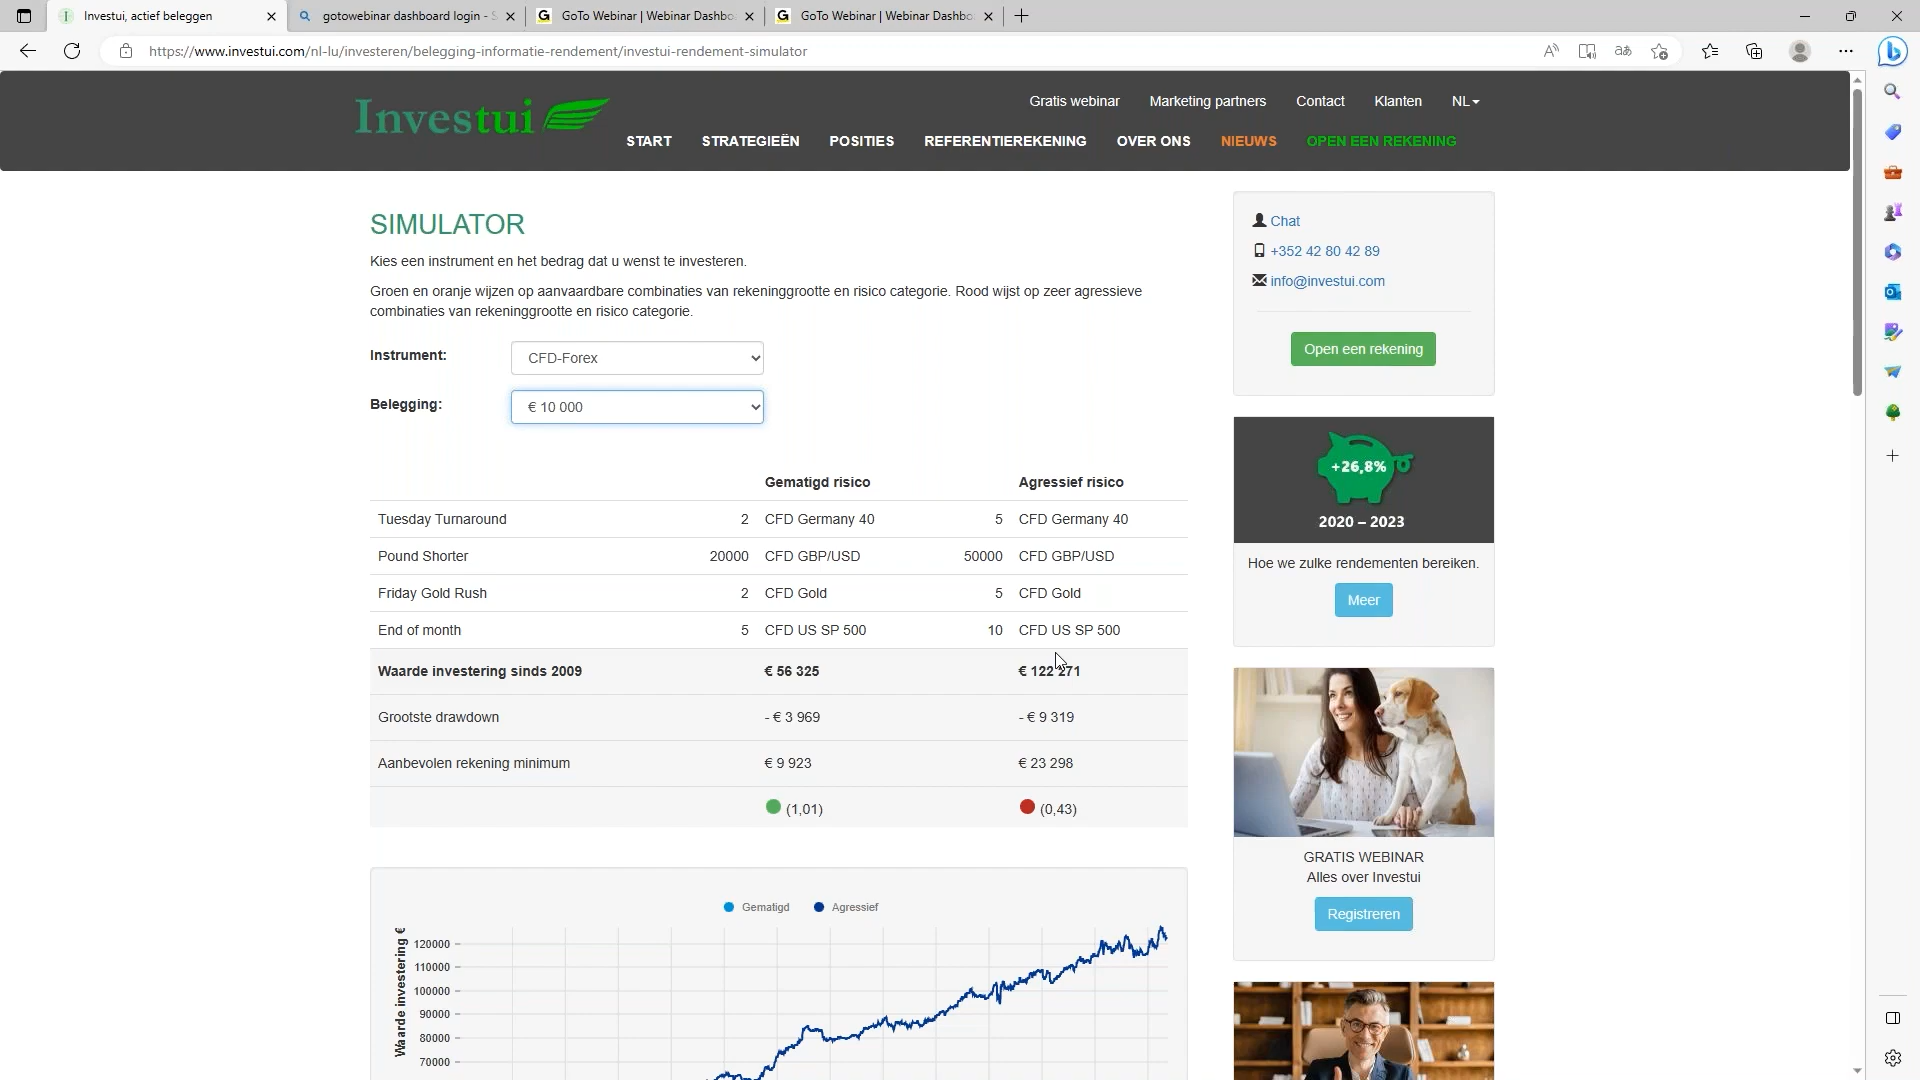 Investui, actief beleggen
gotowebinar dashboard login - S
GoTo Webinar | Webinar Dashbo
GoTo Webinar | Webinar Dashbo
https://www.investui.com/nl-lu/investeren/belegging-informatie-rendement/investui-rendement-simulator
Investui
Gratis webinar Marketing partners Contact Klanten NL
START STRATEGIEËN POSITIES REFERENTIEREKENING OVER ONS NIEUWS OPEN EEN REKENING
SIMULATOR
Kies een instrument en het bedrag dat u wenst te investeren.
Groen en oranje wijzen op aanvaardbare combinaties van rekeninggrootte en risico categorie. Rood wijst op zeer agressieve
combinaties van rekeninggrootte en risico categorie.
Instrument: CFD-Forex
Belegging: € 10 000
Gematigd risico Agressief risico
Tuesday Turnaround 2 CFD Germany 40 5 CFD Germany 40
Pound Shorter 20000 CFD GBP/USD 50000 CFD GBP/USD
Friday Gold Rush 2 CFD Gold 5 CFD Gold
End of month 5 CFD US SP 500 10 CFD US SP 500
Waarde investering sinds 2009 € 56 325 € 122 271
Grootste drawdown - € 3 969 - € 9 319
Aanbevolen rekening minimum € 9 923 € 23 298
(1,01) (0,43)
Gematigd Agressief
Waarde investering €
120000
110000
100000
90000
80000
70000
Chat
+352 42 80 42 89
info@investui.com
Open een rekening
+26,8%
2020 – 2023
Hoe we zulke rendementen bereiken.
Meer
GRATIS WEBINAR
Alles over Investui
Registreren